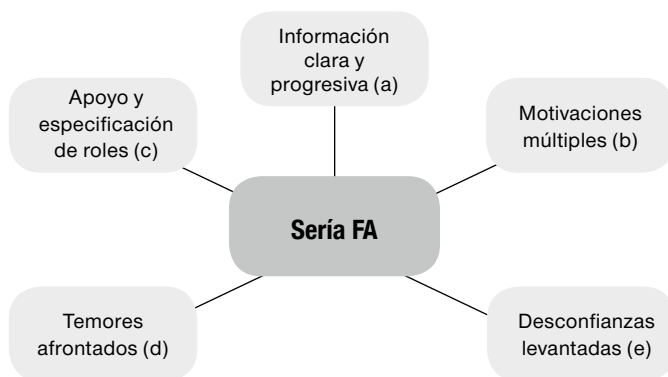 Información
clara y
progresiva (a)
Apoyo y
especificación
de roles (c)
Motivaciones
múltiples (b)
Sería FA
Temores
afrontados (d)
Desconfianzas
levantadas (e)